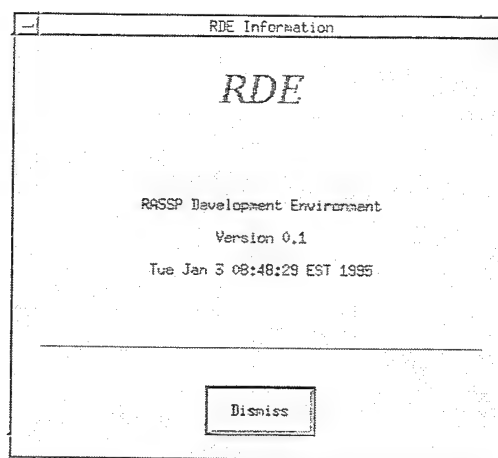 RDE Information
RDE
RASSP Development Environment
Version 0.1
Tue Jan 3 08:48:29 EST 1995
Dismiss